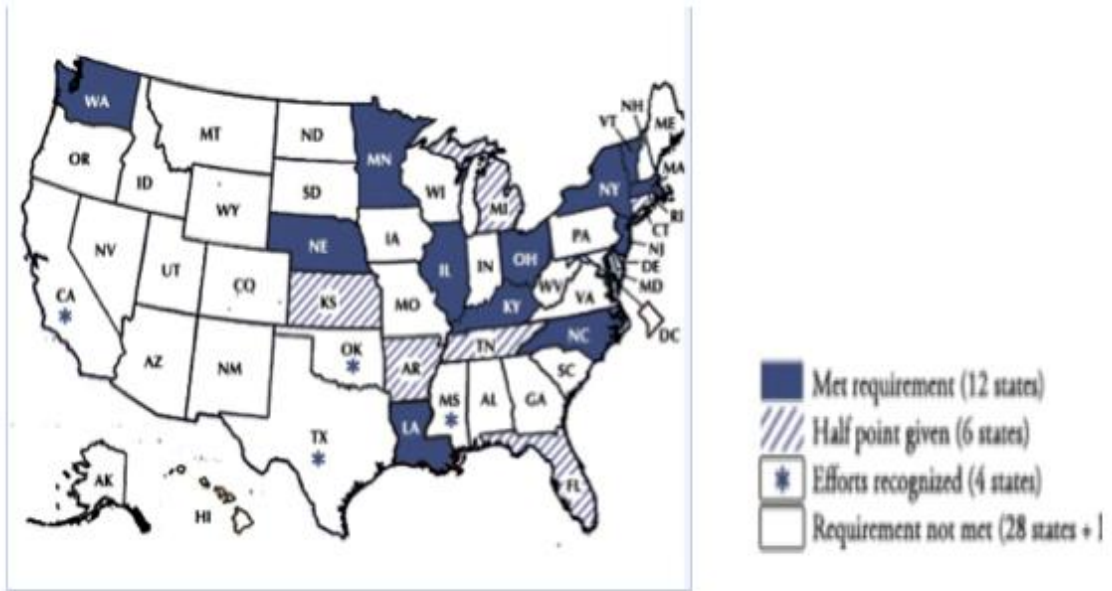 WA
MT
ND
MN
OR
ID
SD
WI
MI
WY
NH
VT
ME
MA
NY
RI
CT
NJ
PA
DE
MD
DC
NV
UT
CO
NE
IA
IL
IN
OH
WV
VA
KY
CA
KS
MO
AZ
NM
OK
AR
TN
NC
SC
TX
LA
MS
AL
GA
FL
AK
HI
Met requirement (12 states)
Half point given (6 states)
Efforts recognized (4 states)
Requirement not met (28 states + 1